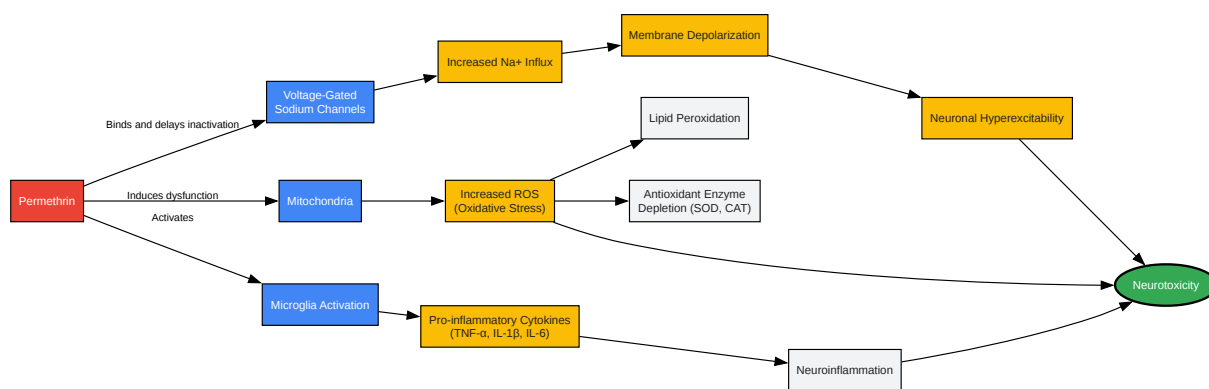 Membrane Depolarization
Increased Na+ Influx
Voltage-Gated
Sodium Channels
Lipid Peroxidation
Neuronal Hyperexcitability
Binds and delays inactivation
Permethrin
Induces dysfunction
Mitochondria
Increased ROS
(Oxidative Stress)
Antioxidant Enzyme
Depletion (SOD, CAT)
Activates
Neurotoxicity
Microglia Activation
Pro-inflammatory Cytokines
(TNF-α, IL-1β, IL-6)
Neuroinflammation